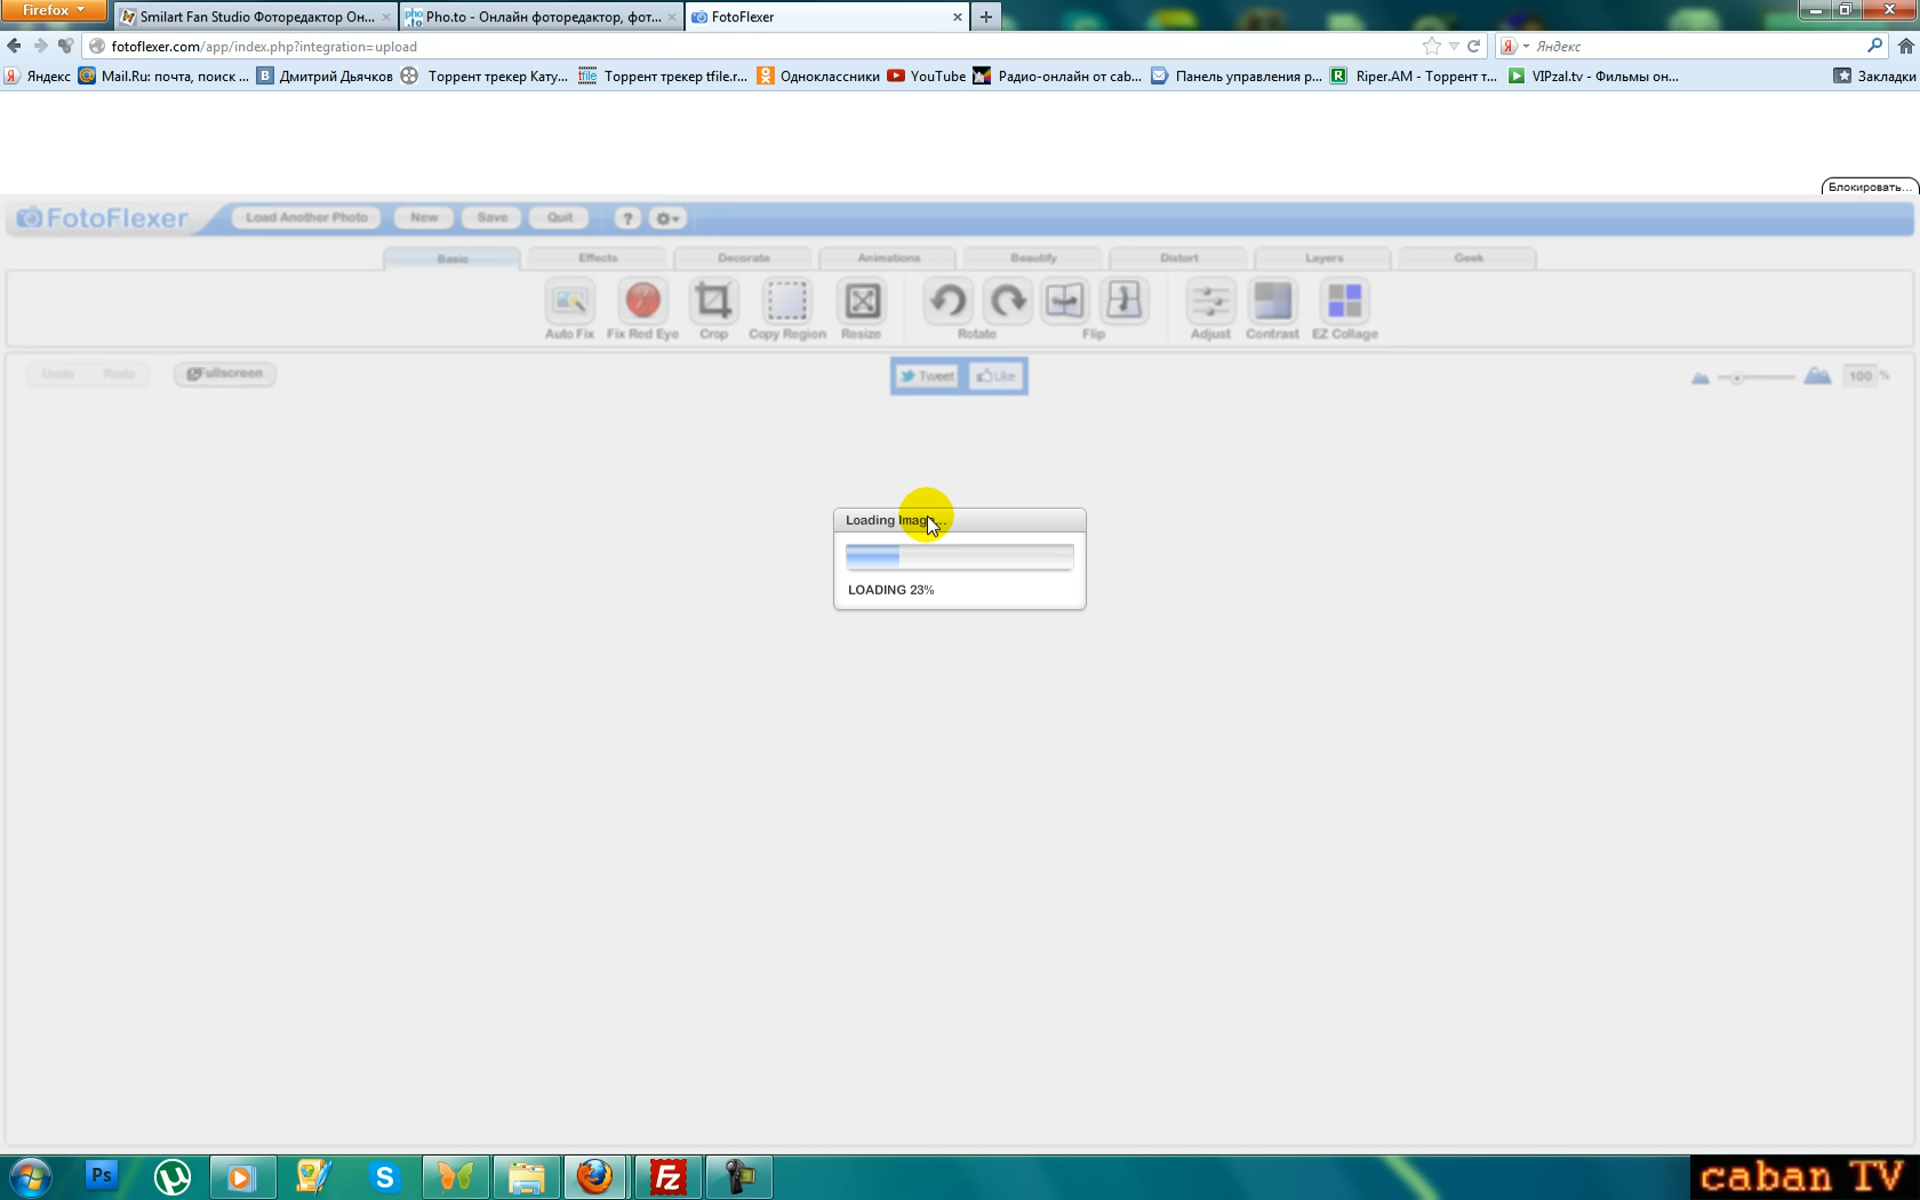 Firefox
Smilart Fan Studio Фоторедактор Он...
Pho.to - Онлайн фоторедактор, фот...
FotoFlexer
fotoflexer.com/app/index.php?integration=upload
Яндекс
Яндекс
Mail.Ru: почта, поиск ...
Дмитрий Дьячков
Торрент трекер Кату...
Торрент трекер tfile.r...
Одноклассники
YouTube
Радио-онлайн от cab...
Панель управления р...
Riper.AM - Торрент т...
VIPzal.tv - Фильмы он...
Закладки
Блокировать...
FotoFlexer
Load Another Photo
New
Save
Quit
?
Basic
Effects
Decorate
Animations
Beautify
Distort
Layers
Geek
Auto Fix
Fix Red Eye
Crop
Copy Region
Resize
Rotate
Flip
Adjust
Contrast
EZ Collage
Undo
Redo
Fullscreen
Tweet
Like
100 %
Loading Image...
LOADING 23%
Ps
caban TV